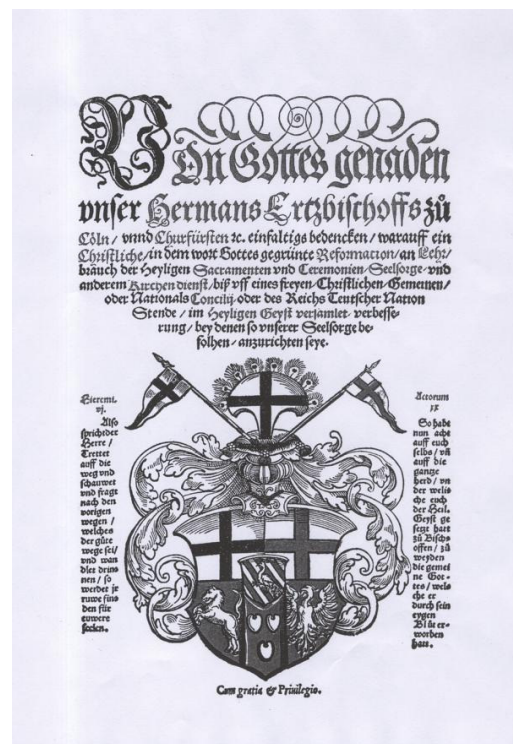 VOn Gottes genaden
vnser Hermans Ertzbischoffs zů
Cöln / vnnd Churfürsten ꝛc. einfaltigs bedencken / warauff ein
Christliche / in dem wort Gottes gegrünte Reformation / an Lehr /
bräuch der Heyligen Sacramenten vnd Ceremonien / Seelsorge / vnd
anderem Kirchen dienst / biß vff eines freyen / Christlichen / Gemeinen /
oder Nationals Concilij / oder des Reichs Teutscher Nation
Stende / im Heyligen Geyst versamlet / verbesse-
rung / bey denen so vnserer Seelsorge be-
folhen / anzurichten seye.
Hieremi.
vj.
Also
spricht der
Herre /
Trettet
auff die
weg vnd
schauwet
vnd fragt
nach den
vorigen
wegen /
welches
der güte
wege sei /
vnd wan
dlet drin-
nen / so
werdet jr
ruwe fin-
den für
euwere
seelen.
Actorum
xx
So habt
nun acht
auff euch
selbs / vñ
auff die
gantze
herd / vn
der welis
che euch
der Heil.
Geyst ge
setzt hatt
zů Bischo
offen / zů
weyden
die gemei
ne Got-
tes / wels
che er
durch sein
eygen
Blůt er-
worben
hatt.
Cum gratia & Priuilegio.